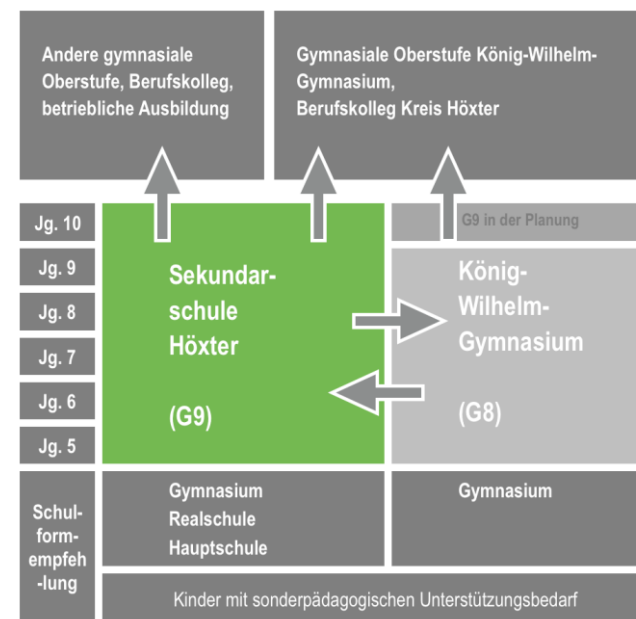 Andere gymnasiale
Oberstufe, Berufskolleg,
betriebliche Ausbildung
Gymnasiale Oberstufe König-Wilhelm-
Gymnasium,
Berufskolleg Kreis Höxter
Jg. 10
G9 in der Planung
Jg. 9
Jg. 8
Jg. 7
Jg. 6
Jg. 5
Sekundar-
schule
Höxter
(G9)
König-
Wilhelm-
Gymnasium
(G8)
Schul-
form-
empfeh
-lung
Gymnasium
Realschule
Hauptschule
Gymnasium
Kinder mit sonderpädagogischen Unterstützungsbedarf